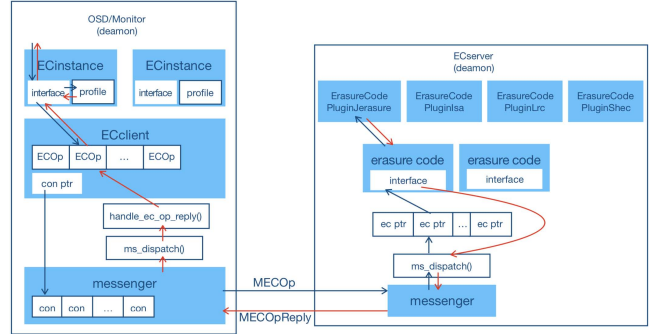 OSD/Monitor
(deamon)
ECinstance
interface
profile
ECinstance
interface
profile
ECclient
ECOp
ECOp
...
ECOp
con ptr
handle_ec_op_reply()
ms_dispatch()
messenger
con
con
...
con
MECOp
MECOpReply
ECserver
(deamon)
ErasureCode
PluginJerasure
ErasureCode
PluginIsa
ErasureCode
PluginLrc
ErasureCode
PluginShec
erasure code
interface
erasure code
interface
ec ptr
ec ptr
...
ec ptr
ms_dispatch()
messenger